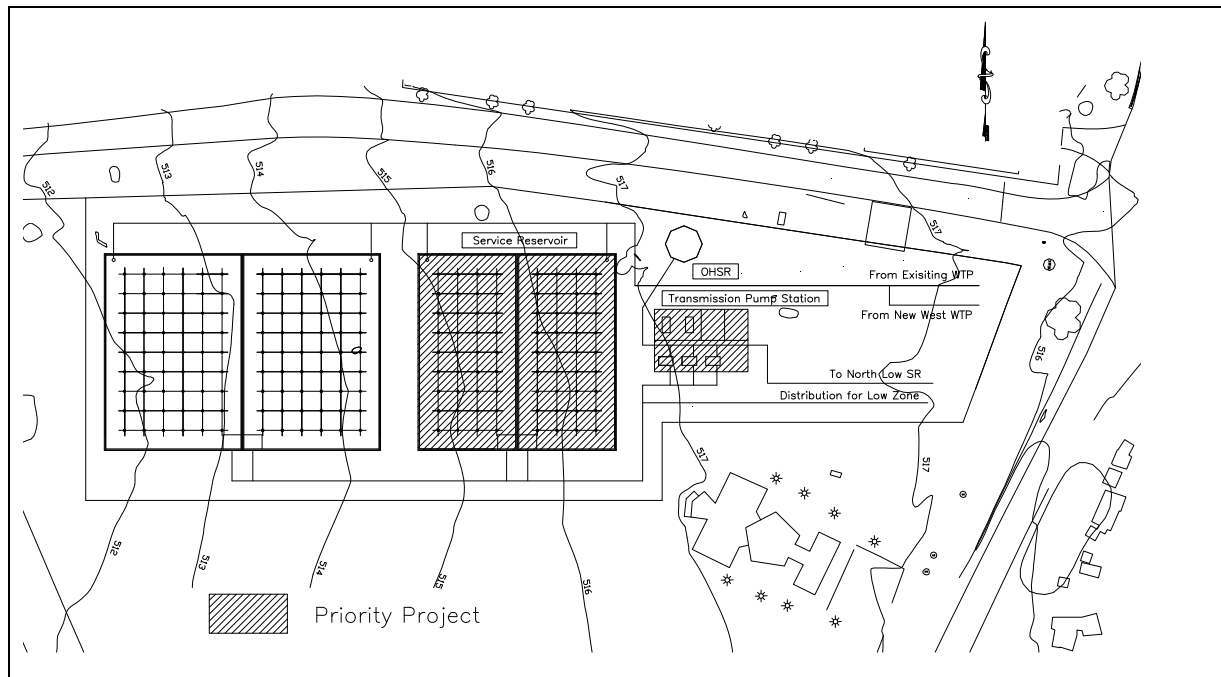 512
513
514
515
516
517
517
Service Reservoir
OHSR
From Exisiting WTP
Transmission Pump Station
From New West WTP
516
To North Low SR
Distribution for Low Zone
517
517
512
513
514
515
516
Priority Project